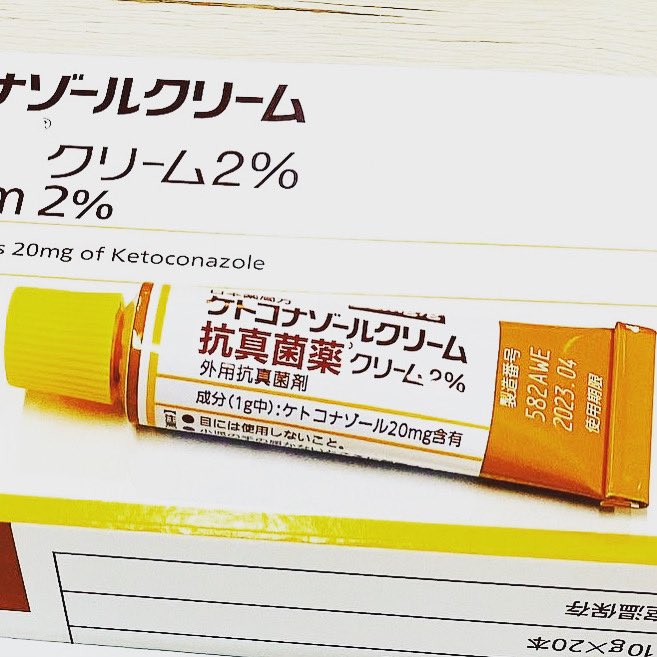 ナゾールクリーム
クリーム2%
m 2%
s 20mg of Ketoconazole
ケトコナゾールクリーム
抗真菌薬 クリーム2%
外用抗真菌剤
成分(1g中):ケトコナゾール20mg含有
●目には使用しないこと。
製造番号
582AWE
2023.04
使用期限
室温保存
10g×20本